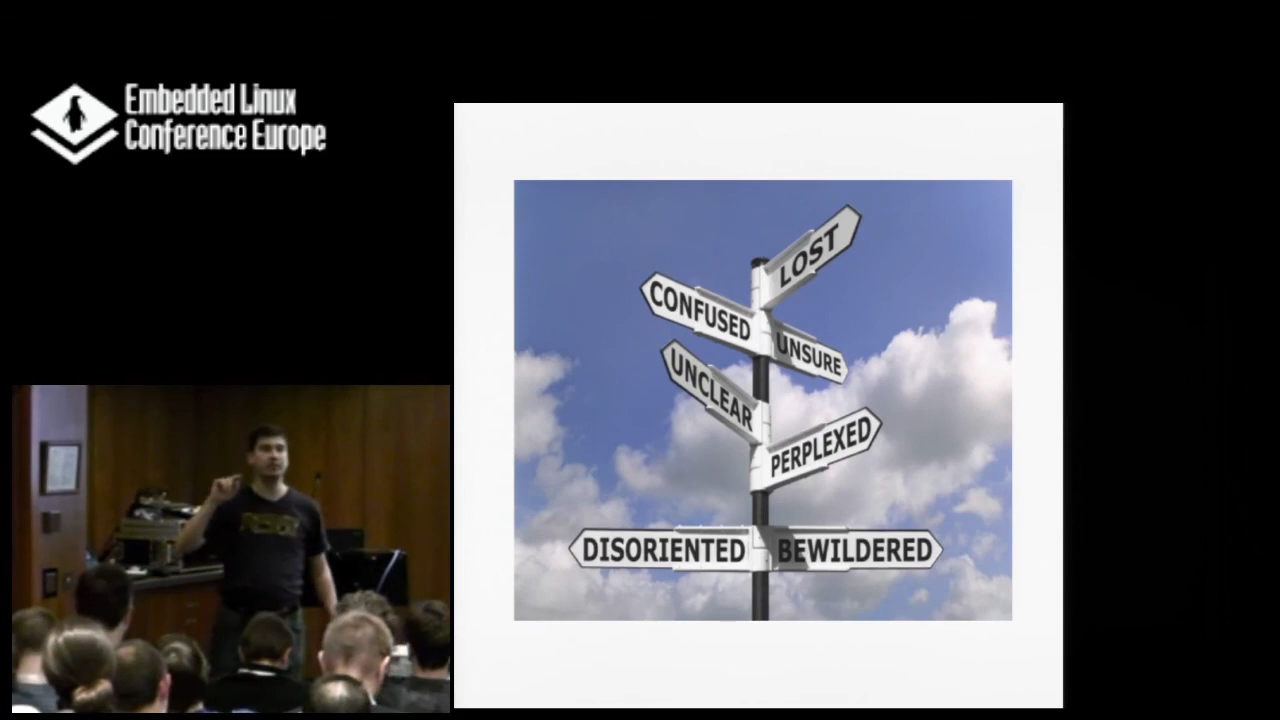 Embedded Linux
Conference Europe
LOST
CONFUSED
UNSURE
UNCLEAR
PERPLEXED
DISORIENTED
BEWILDERED